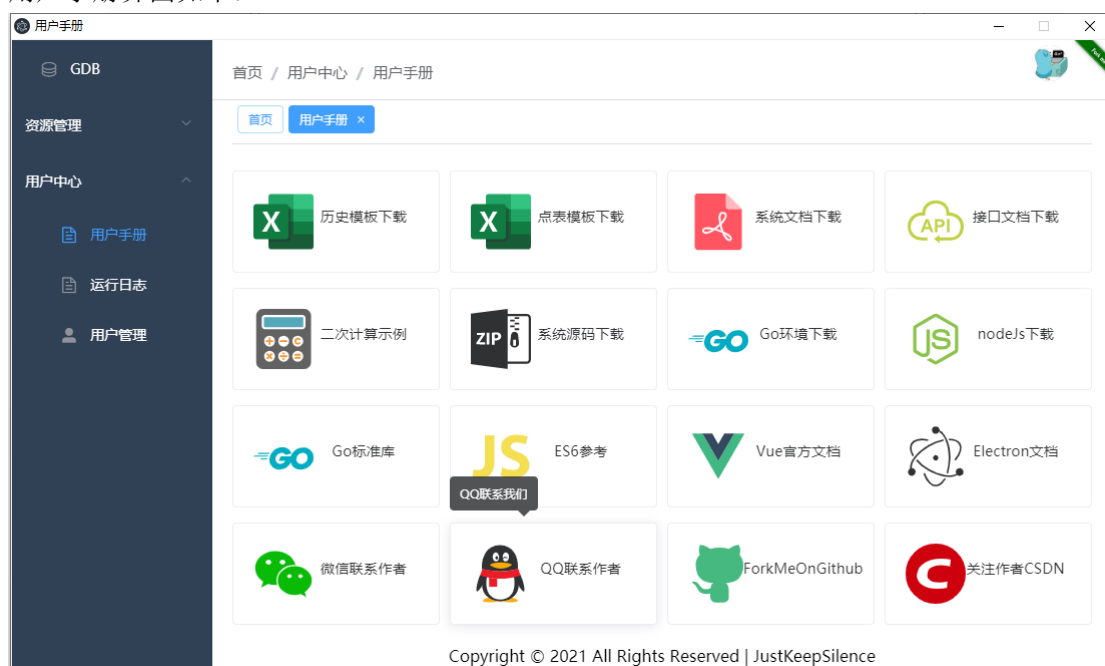 用户手册
GDB
资源管理
用户中心
用户手册
运行日志
用户管理
首页 / 用户中心 / 用户手册
首页 用户手册 ×
历史模板下载 点表模板下载 系统文档下载 API 接口文档下载
二次计算示例 ZIP 系统源码下载 GO Go环境下载 JS nodeJs下载
GO Go标准库 JS ES6参考 Vue官方文档 Electron文档
QQ联系我们
微信联系作者 QQ联系作者 ForkMeOnGithub C 关注作者CSDN
Copyright © 2021 All Rights Reserved | JustKeepSilence